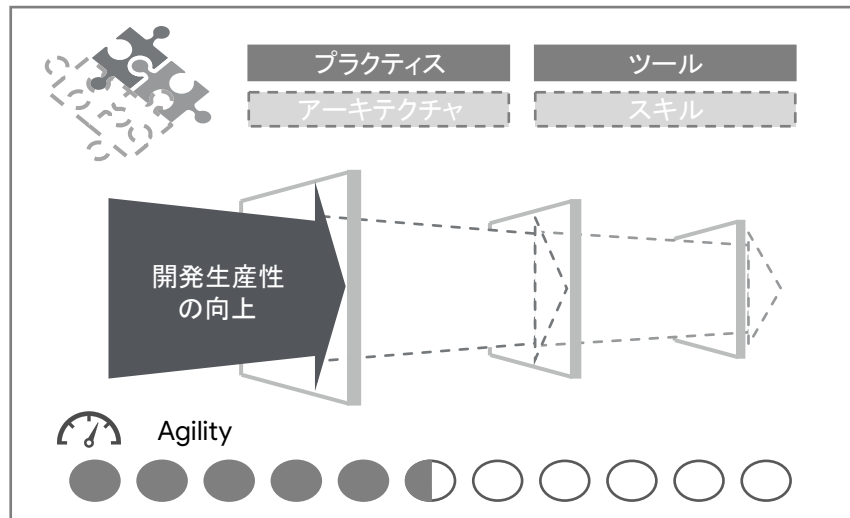 プラクティス
ツール
アーキテクチャ
スキル
開発生産性
の向上
Agility